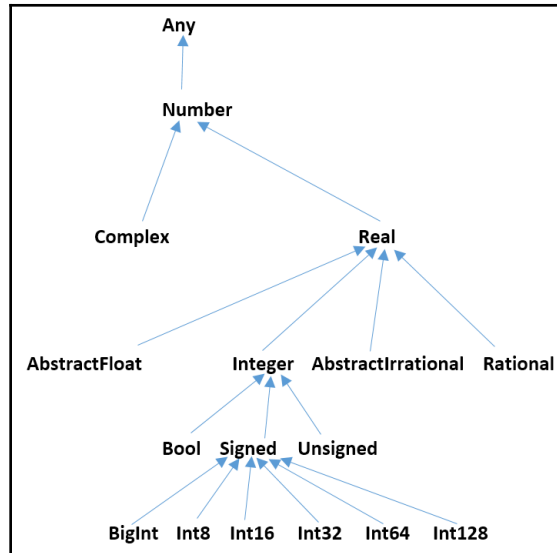 Any
Number
Complex Real
AbstractFloat Integer AbstractIrrational Rational
Bool Signed Unsigned
BigInt Int8 Int16 Int32 Int64 Int128